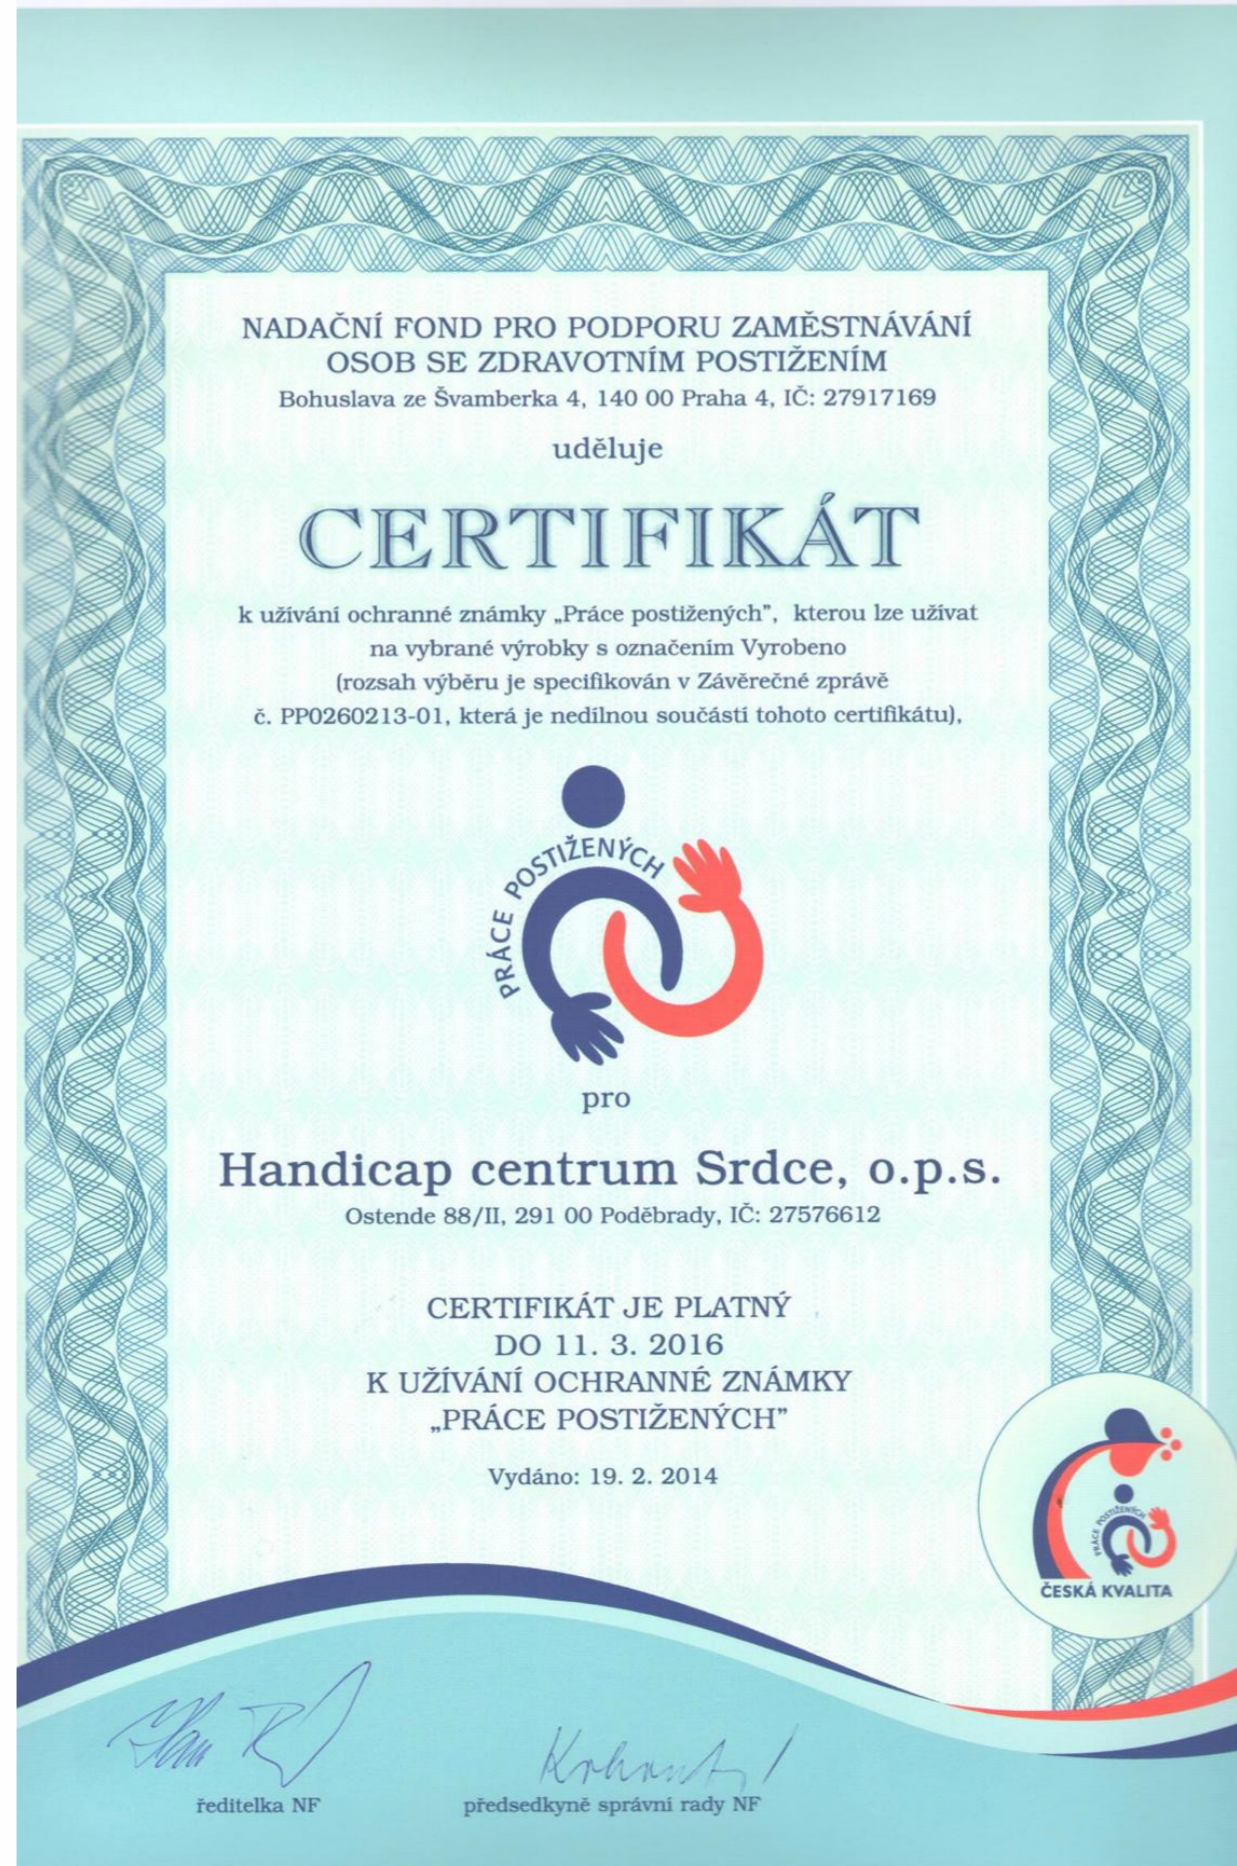 NADAČNÍ FOND PRO PODPORU ZAMĚSTNÁVÁNÍ
OSOB SE ZDRAVOTNÍM POSTIŽENÍM
Bohuslava ze Švamberka 4, 140 00 Praha 4, IČ: 27917169
uděluje
CERTIFIKÁT
k užívání ochranné známky „Práce postižených", kterou lze užívat
na vybrané výrobky s označením Vyrobeno
(rozsah výběru je specifikován v Závěrečné zprávě
č. PP0260213-01, která je nedílnou součástí tohoto certifikátu),
PRÁCE POSTIŽENÝCH
pro
Handicap centrum Srdce, o.p.s.
Ostende 88/II, 291 00 Poděbrady, IČ: 27576612
CERTIFIKÁT JE PLATNÝ
DO 11. 3. 2016
K UŽÍVÁNÍ OCHRANNÉ ZNÁMKY
„PRÁCE POSTIŽENÝCH"
Vydáno: 19. 2. 2014
PRÁCE POSTIŽENÝCH
ČESKÁ KVALITA
ředitelka NF
předsedkyně správní rady NF